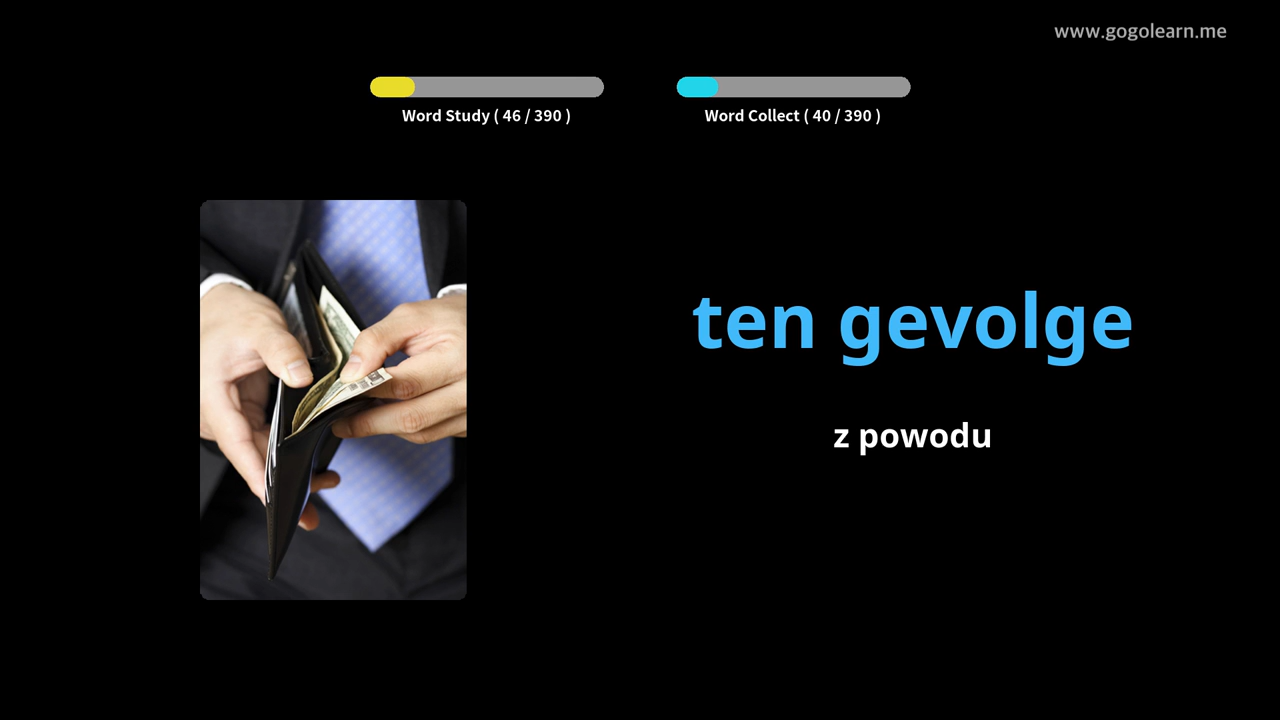 www.gogolearn.me
Word Study ( 46 / 390 )
Word Collect ( 40 / 390 )
ten gevolge
z powodu